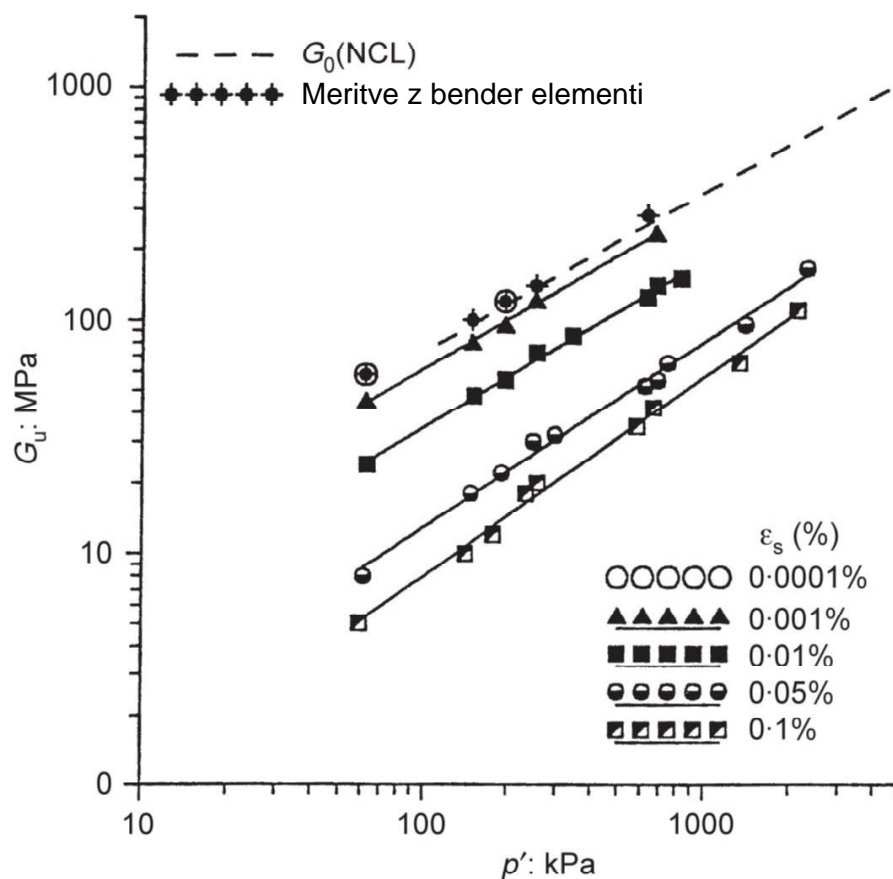 G₀(NCL)
Meritve z bender elementi
1000
100
10
0
Gᵤ: MPa
10
100
1000
p′: kPa
εₛ (%)
0·0001%
0·001%
0·01%
0·05%
0·1%